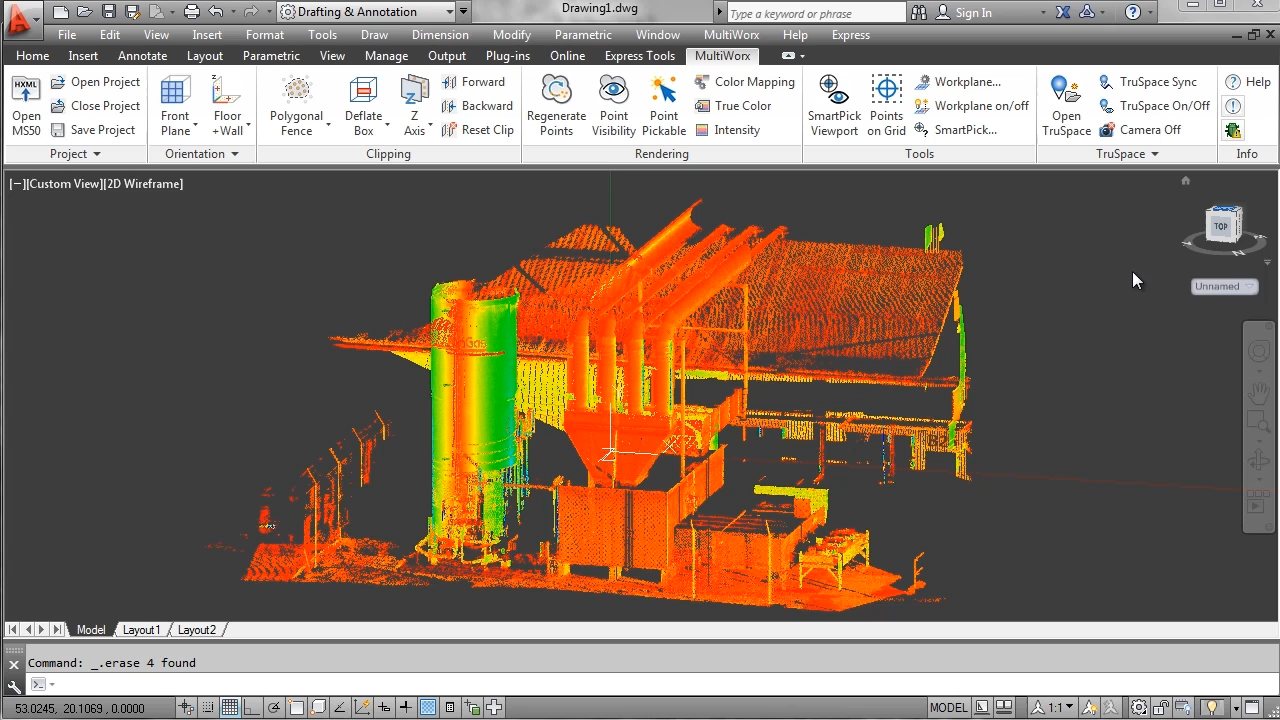 Drafting & Annotation
Drawing1.dwg
Type a keyword or phrase
Sign In
File Edit View Insert Format Tools Draw Dimension Modify Parametric Window MultiWorx Help Express
Home Insert Annotate Layout Parametric View Manage Output Plug-ins Online Express Tools MultiWorx
HXML Open Project z Forward Color Mapping Workplane... TruSpace Sync Help
Close Project Backward True Color Workplane on/off TruSpace On/Off
Open MS50 Save Project Front Plane Floor +Wall Polygonal Fence Deflate Box Z Axis Reset Clip Regenerate Points Point Visibility Point Pickable Intensity SmartPick Viewport Points on Grid SmartPick... Open TruSpace Camera Off
Project Orientation Clipping Rendering Tools TruSpace Info
[−][Custom View][2D Wireframe]
TOP
Unnamed
Model Layout1 Layout2
Command: _.erase 4 found
53.0245, 20.1069, 0.0000 MODEL 1:1